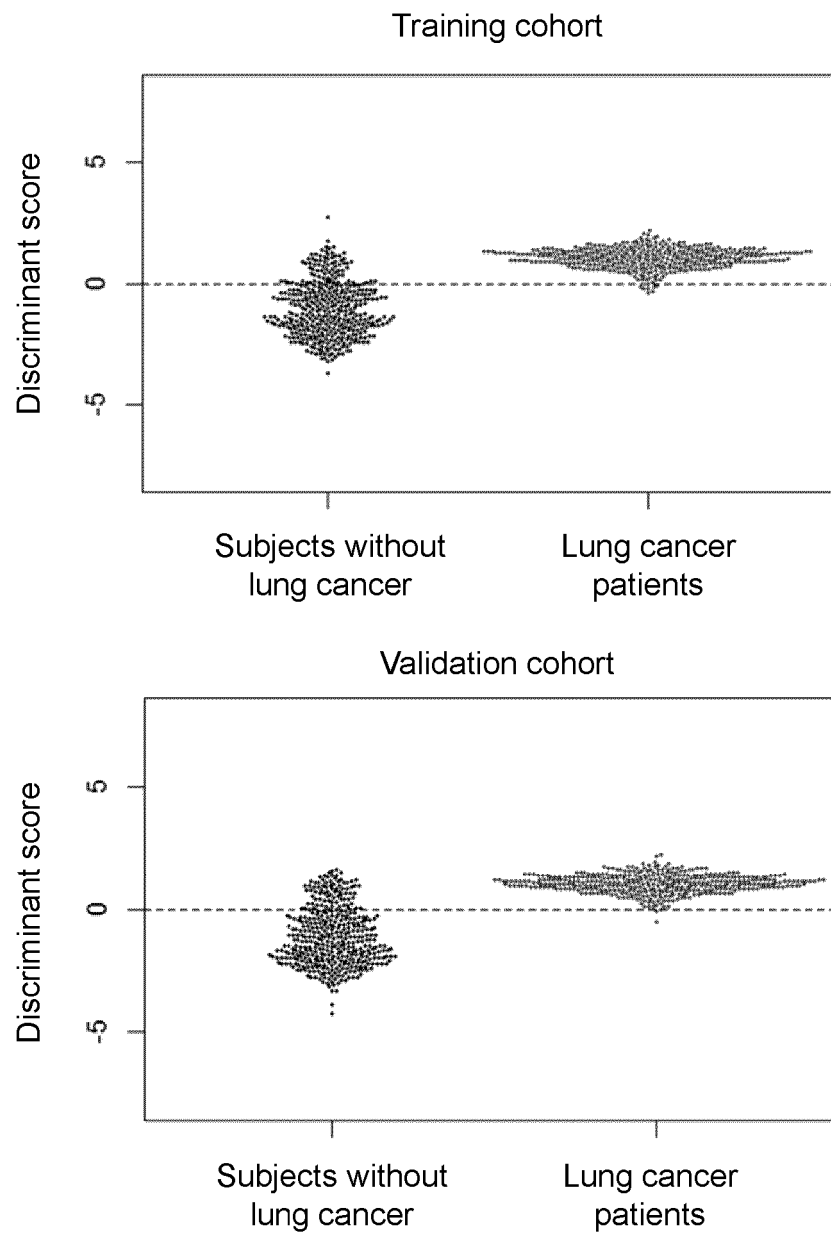 Training cohort
Discriminant score
5
0
-5
Subjects without
lung cancer
Lung cancer
patients
Validation cohort
Discriminant score
5
0
-5
Subjects without
lung cancer
Lung cancer
patients